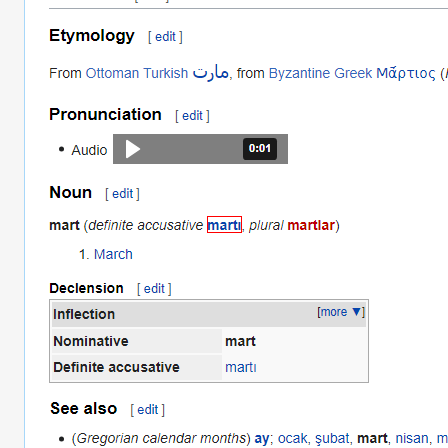 Etymology [ edit ]
From Ottoman Turkish مارت, from Byzantine Greek Μᾰ́ρτιος (
Pronunciation [ edit ]
• Audio 0:01
Noun [ edit ]
mart (definite accusative martı, plural martlar)
1. March
Declension [ edit ]
Inflection [more ▼]
Nominative mart
Definite accusative martı
See also [ edit ]
• (Gregorian calendar months) ay; ocak, şubat, mart, nisan, m